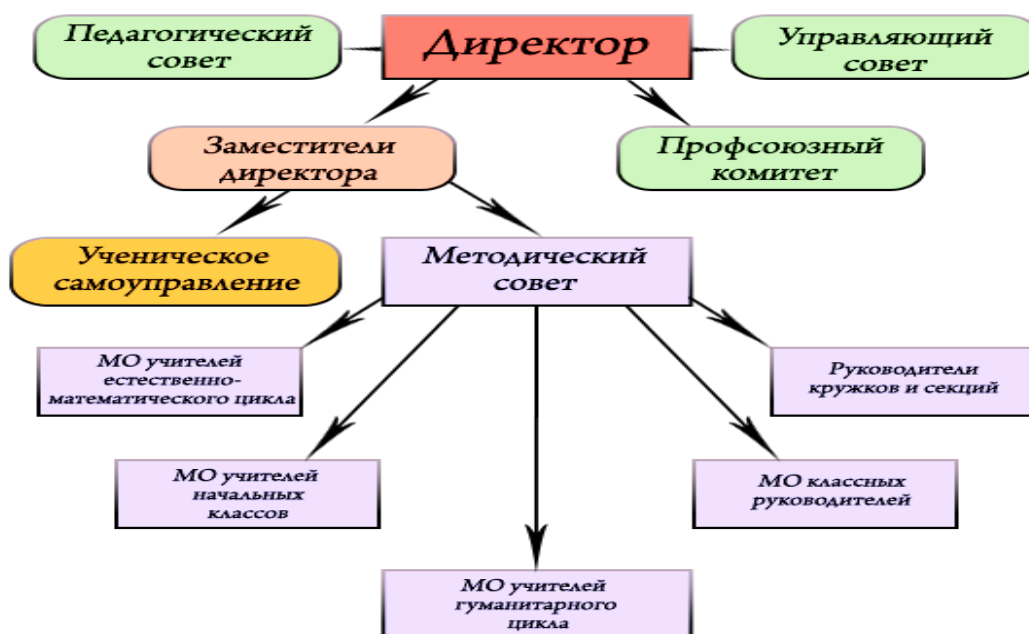 Педагогический
совет
Директор
Управляющий
совет
Заместители
директора
Профсоюзный
комитет
Ученическое
самоуправление
Методический
совет
МО учителей
естественно-
математического цикла
Руководители
кружков и секций
МО учителей
начальных
классов
МО классных
руководителей
МО учителей
гуманитарного
цикла